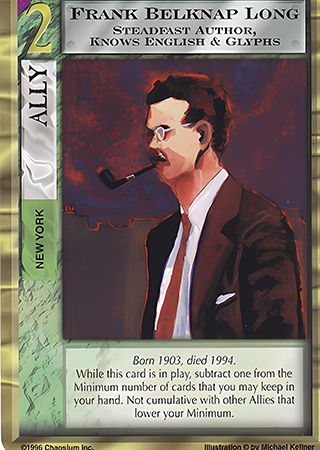 2
FRANK BELKNAP LONG
STEADFAST AUTHOR,
KNOWS ENGLISH & GLYPHS
ALLY
NEW YORK
Born 1903, died 1994.
While this card is in play, subtract one from the
Minimum number of cards that you may keep in
your hand. Not cumulative with other Allies that
lower your Minimum.
©1996 Chaosium Inc.
Illustration © by Michael Kellner